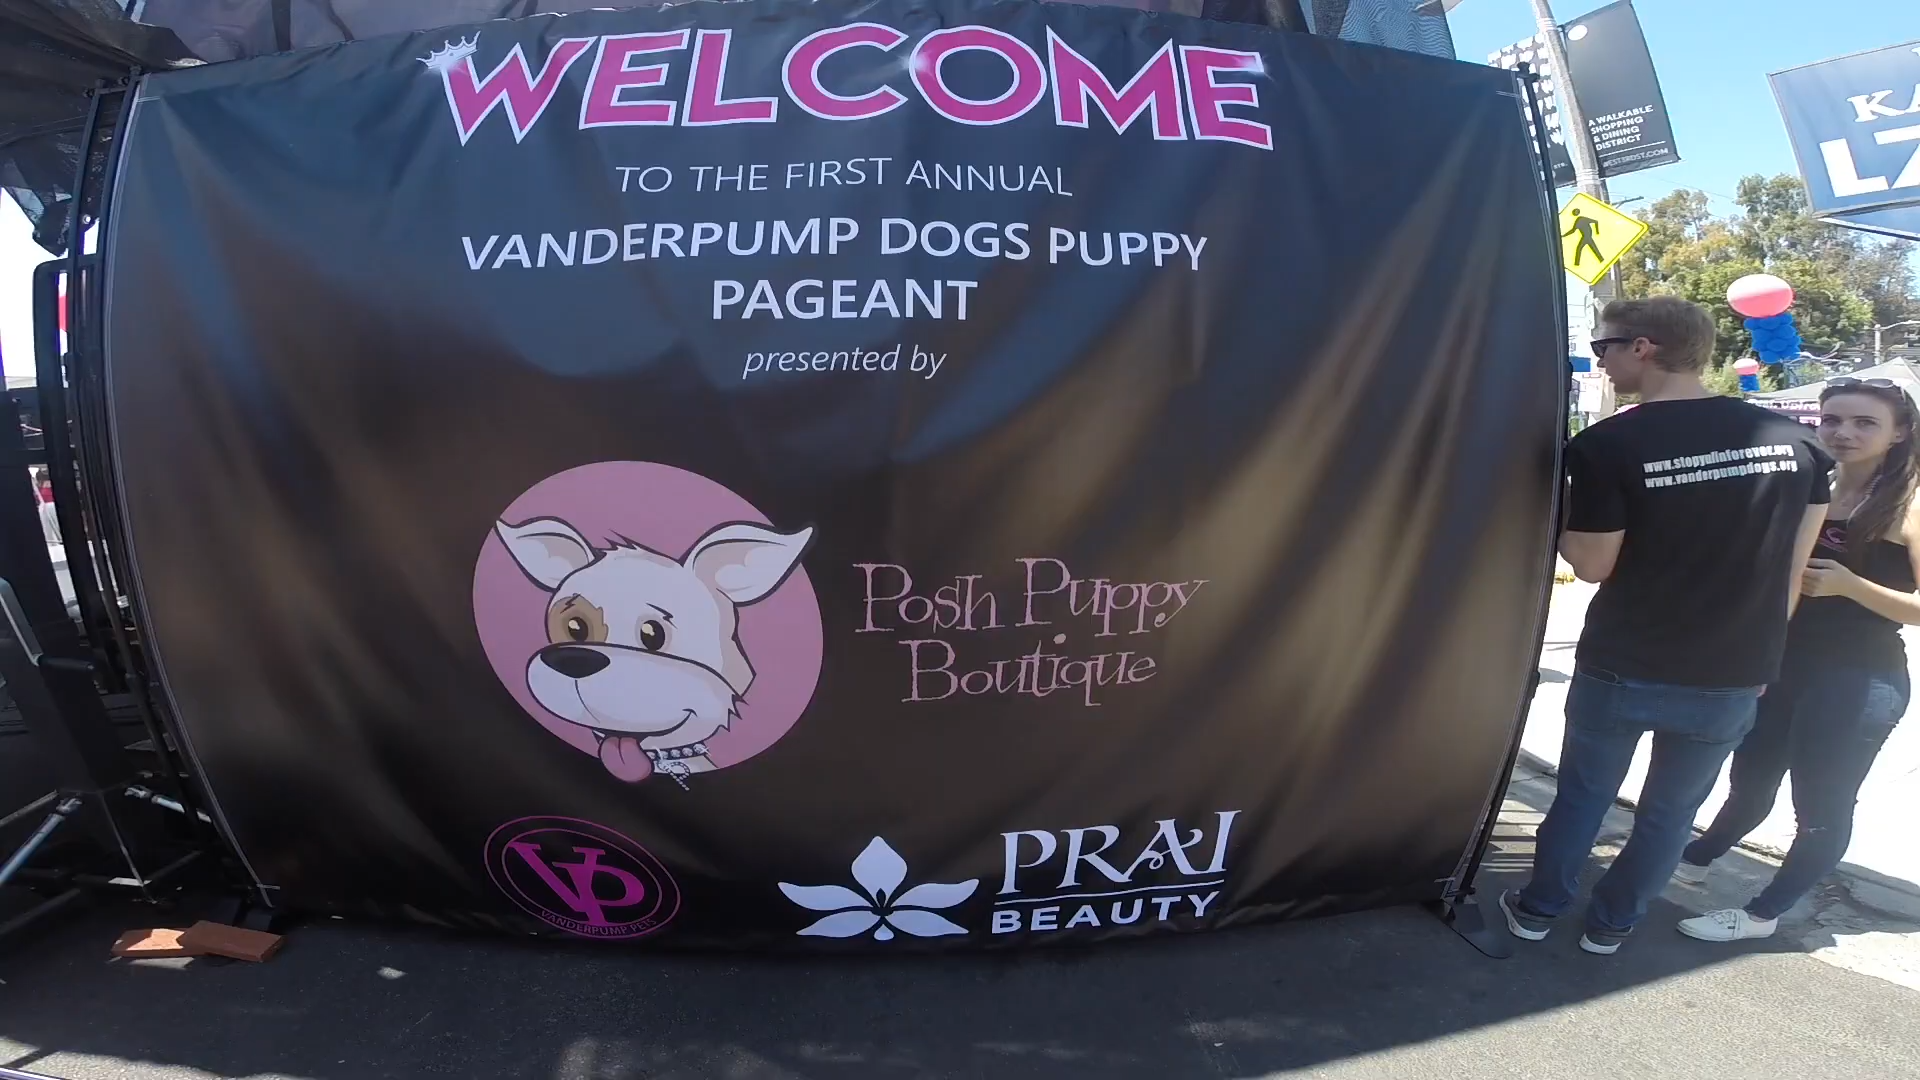 WELCOME
TO THE FIRST ANNUAL
VANDERPUMP DOGS PUPPY
PAGEANT
presented by
Posh Puppy
Boutique
VP
VANDERPUMP PETS
PRAI
BEAUTY
A WALKABLE
SHOPPING
& DINING
DISTRICT
www.stopyulinforever.org
www.vanderpumpdogs.org